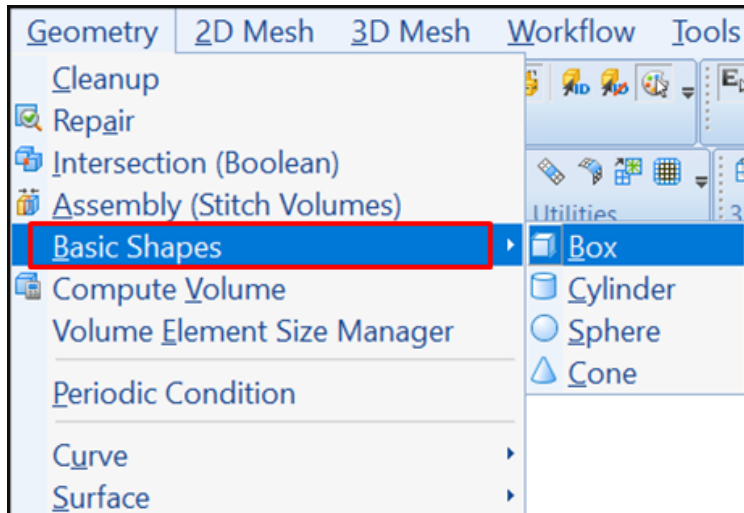 Geometry 2D Mesh 3D Mesh Workflow Tools
Cleanup
Repair
Intersection (Boolean)
Assembly (Stitch Volumes)
Utilities
Basic Shapes
Box
Compute Volume
Cylinder
Volume Element Size Manager
Sphere
Cone
Periodic Condition
Curve
Surface